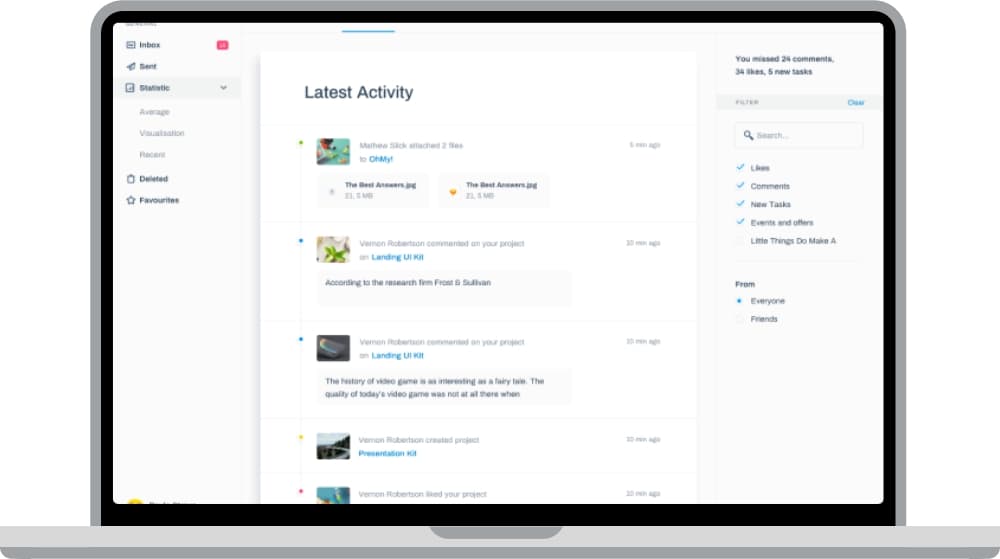 Inbox
Sent
Statistic
Average
Visualisation
Recent
Deleted
Favourites
Latest Activity
Mathew Slick attached 2 files
5 min ago
to OhMy!
The Best Answers.jpg
21, 5 MB
The Best Answers.jpg
21, 5 MB
Vernon Robertson commented on your project
10 min ago
on Landing UI Kit
According to the research firm Frost & Sullivan
Vernon Robertson commented on your project
10 min ago
on Landing UI Kit
The history of video game is as interesting as a fairy tale. The
quality of today's video game was not at all there when
Vernon Robertson created project
10 min ago
Presentation Kit
Vernon Robertson liked your project
10 min ago
You missed 24 comments,
34 likes, 5 new tasks
FILTER
Clear
Search...
Likes
Comments
New Tasks
Events and offers
Little Things Do Make A
From
Everyone
Friends